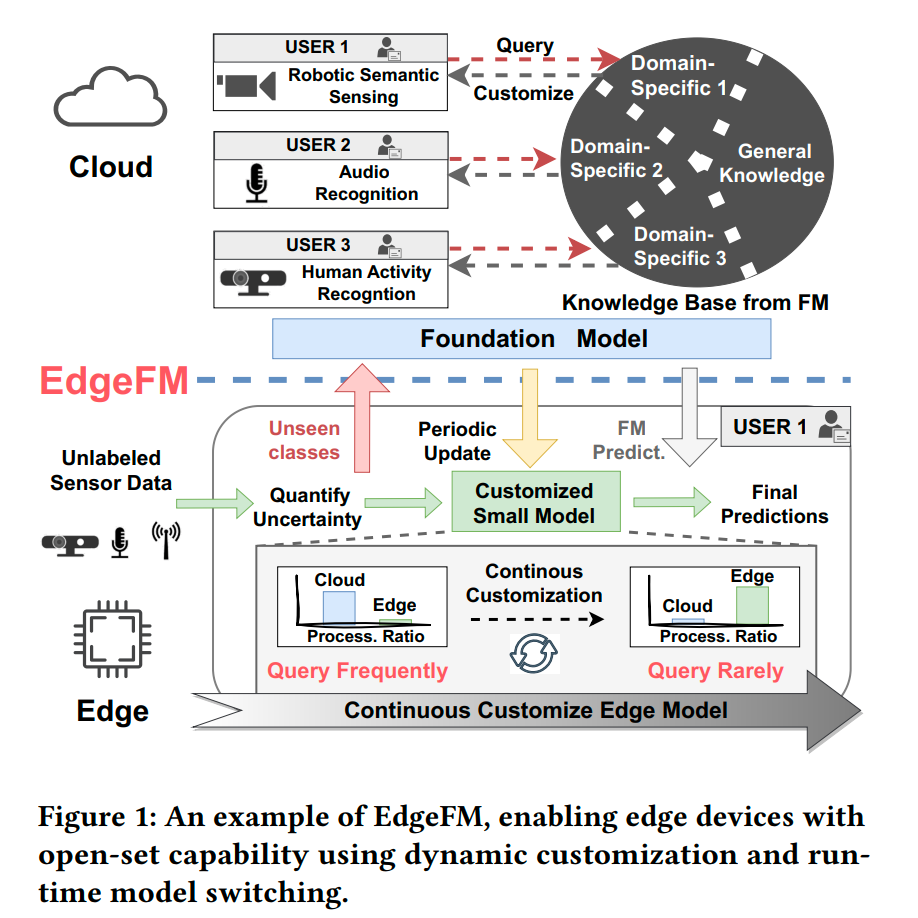 USER 1
Robotic Semantic
Sensing
Query
Customize
Domain-
Specific 1
Cloud
USER 2
Audio
Recognition
Domain-
Specific 2
General
Knowledge
USER 3
Human Activity
Recogntion
Domain-
Specific 3
Knowledge Base from FM
Foundation Model
EdgeFM
USER 1
Unlabeled
Sensor Data
Unseen
classes
Periodic
Update
FM
Predict.
Quantify
Uncertainty
Customized
Small Model
Final
Predictions
Cloud
Edge
Process. Ratio
Query Frequently
Continous
Customization
Edge
Cloud
Process. Ratio
Query Rarely
Edge
Continuous Customize Edge Model
Figure 1: An example of EdgeFM, enabling edge devices with
open-set capability using dynamic customization and run-
time model switching.